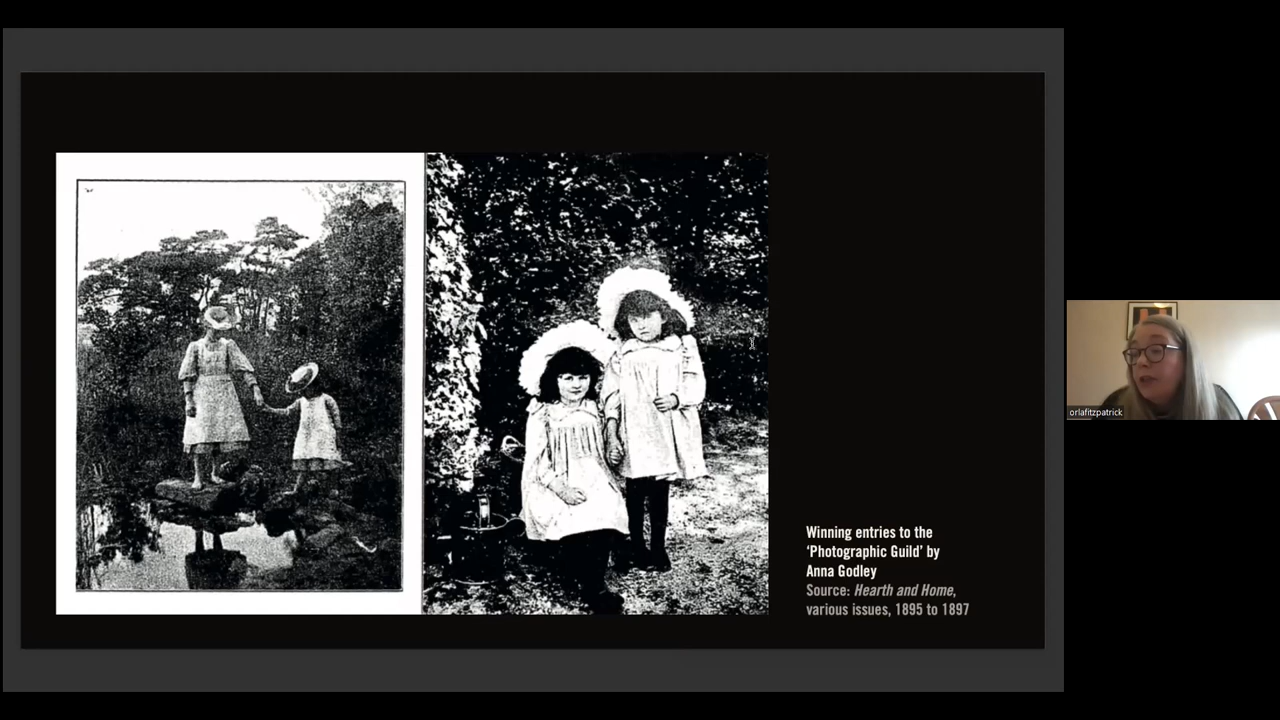 Winning entries to the
‘Photographic Guild’ by
Anna Godley
Source: Hearth and Home,
various issues, 1895 to 1897
orlafitzpatrick